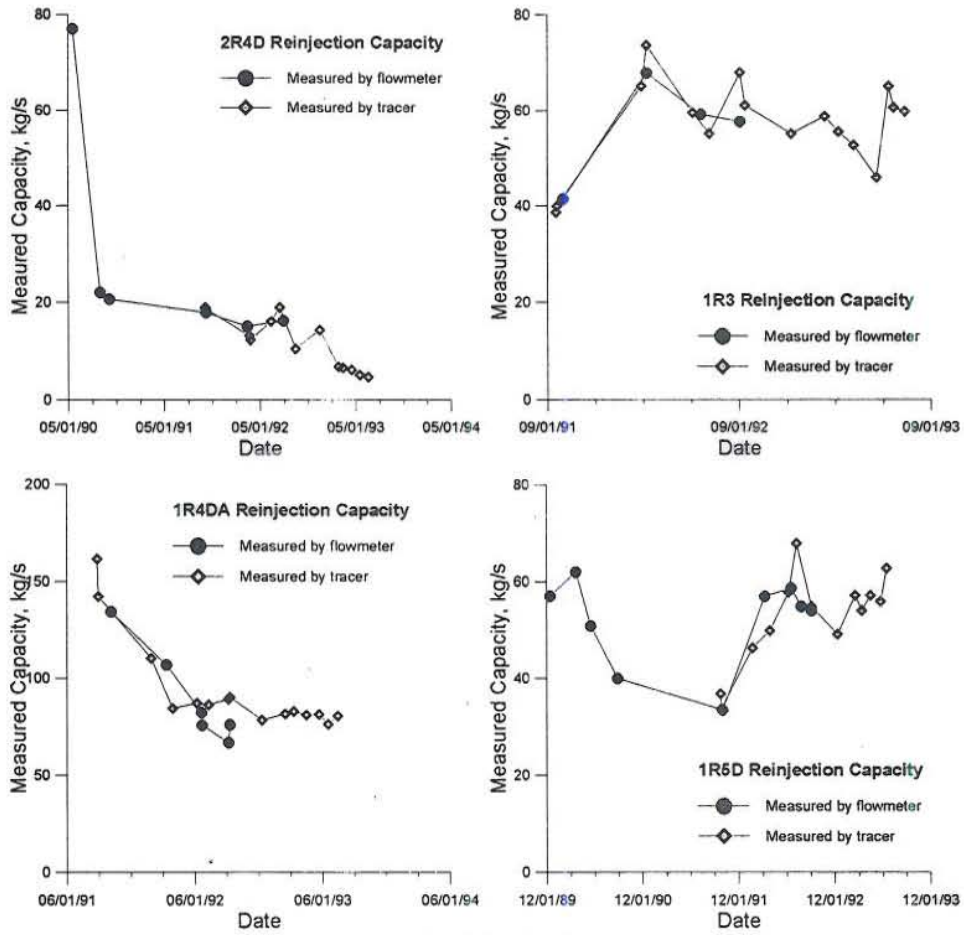 80
60
40
20
0
Meaured Capacity, kg/s
2R4D Reinjection Capacity
Measured by flowmeter
Measured by tracer
05/01/90
05/01/91
05/01/92
05/01/93
05/01/94
Date
80
60
40
20
0
Measured Capacity, kg/s
1R3 Reinjection Capacity
Measured by flowmeter
Measured by tracer
09/01/91
09/01/92
09/01/93
Date
200
150
100
50
0
Measured Capacity, kg/s
1R4DA Reinjection Capacity
Measured by flowmeter
Measured by tracer
06/01/91
06/01/92
06/01/93
06/01/94
Date
80
60
40
20
0
Measured Capacity, kg/s
1R5D Reinjection Capacity
Measured by flowmeter
Measured by tracer
12/01/89
12/01/90
12/01/91
12/01/92
12/01/93
Date